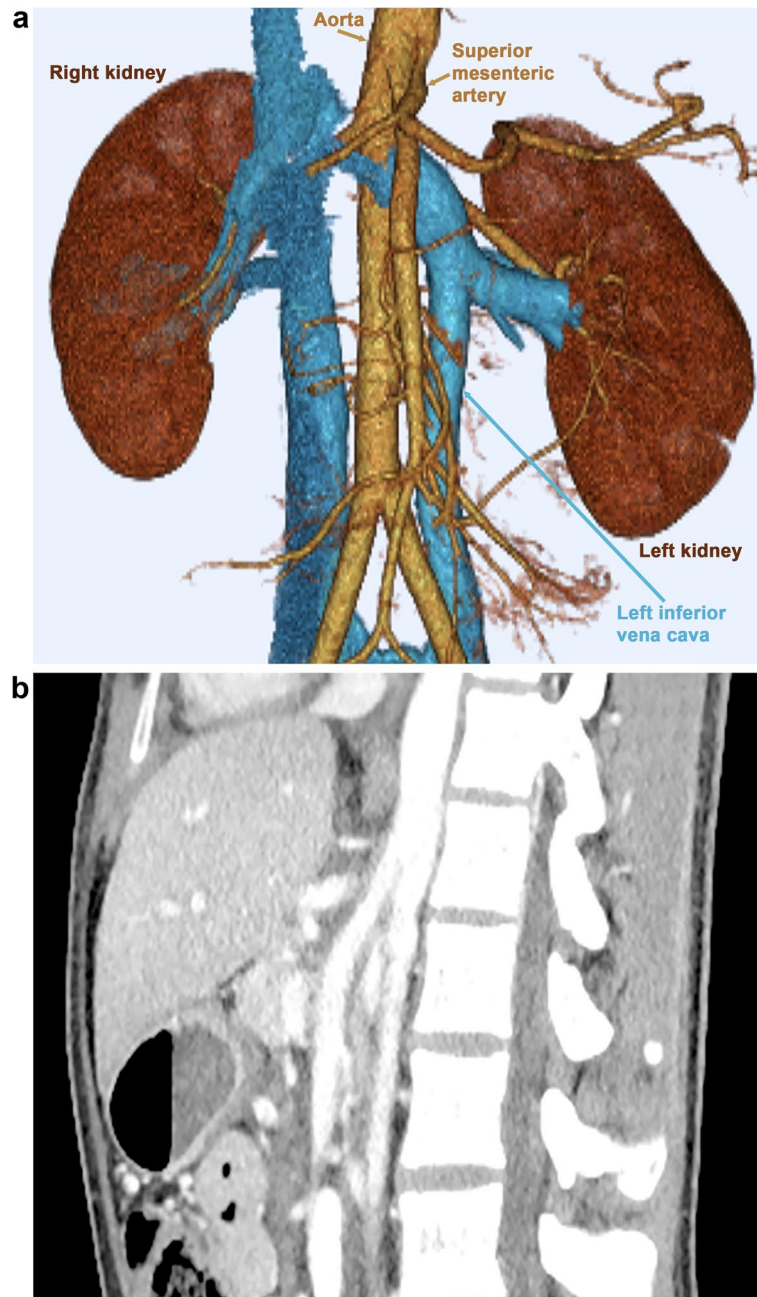 a
Aorta
Superior
mesenteric
artery
Right kidney
Left kidney
Left inferior
vena cava
b